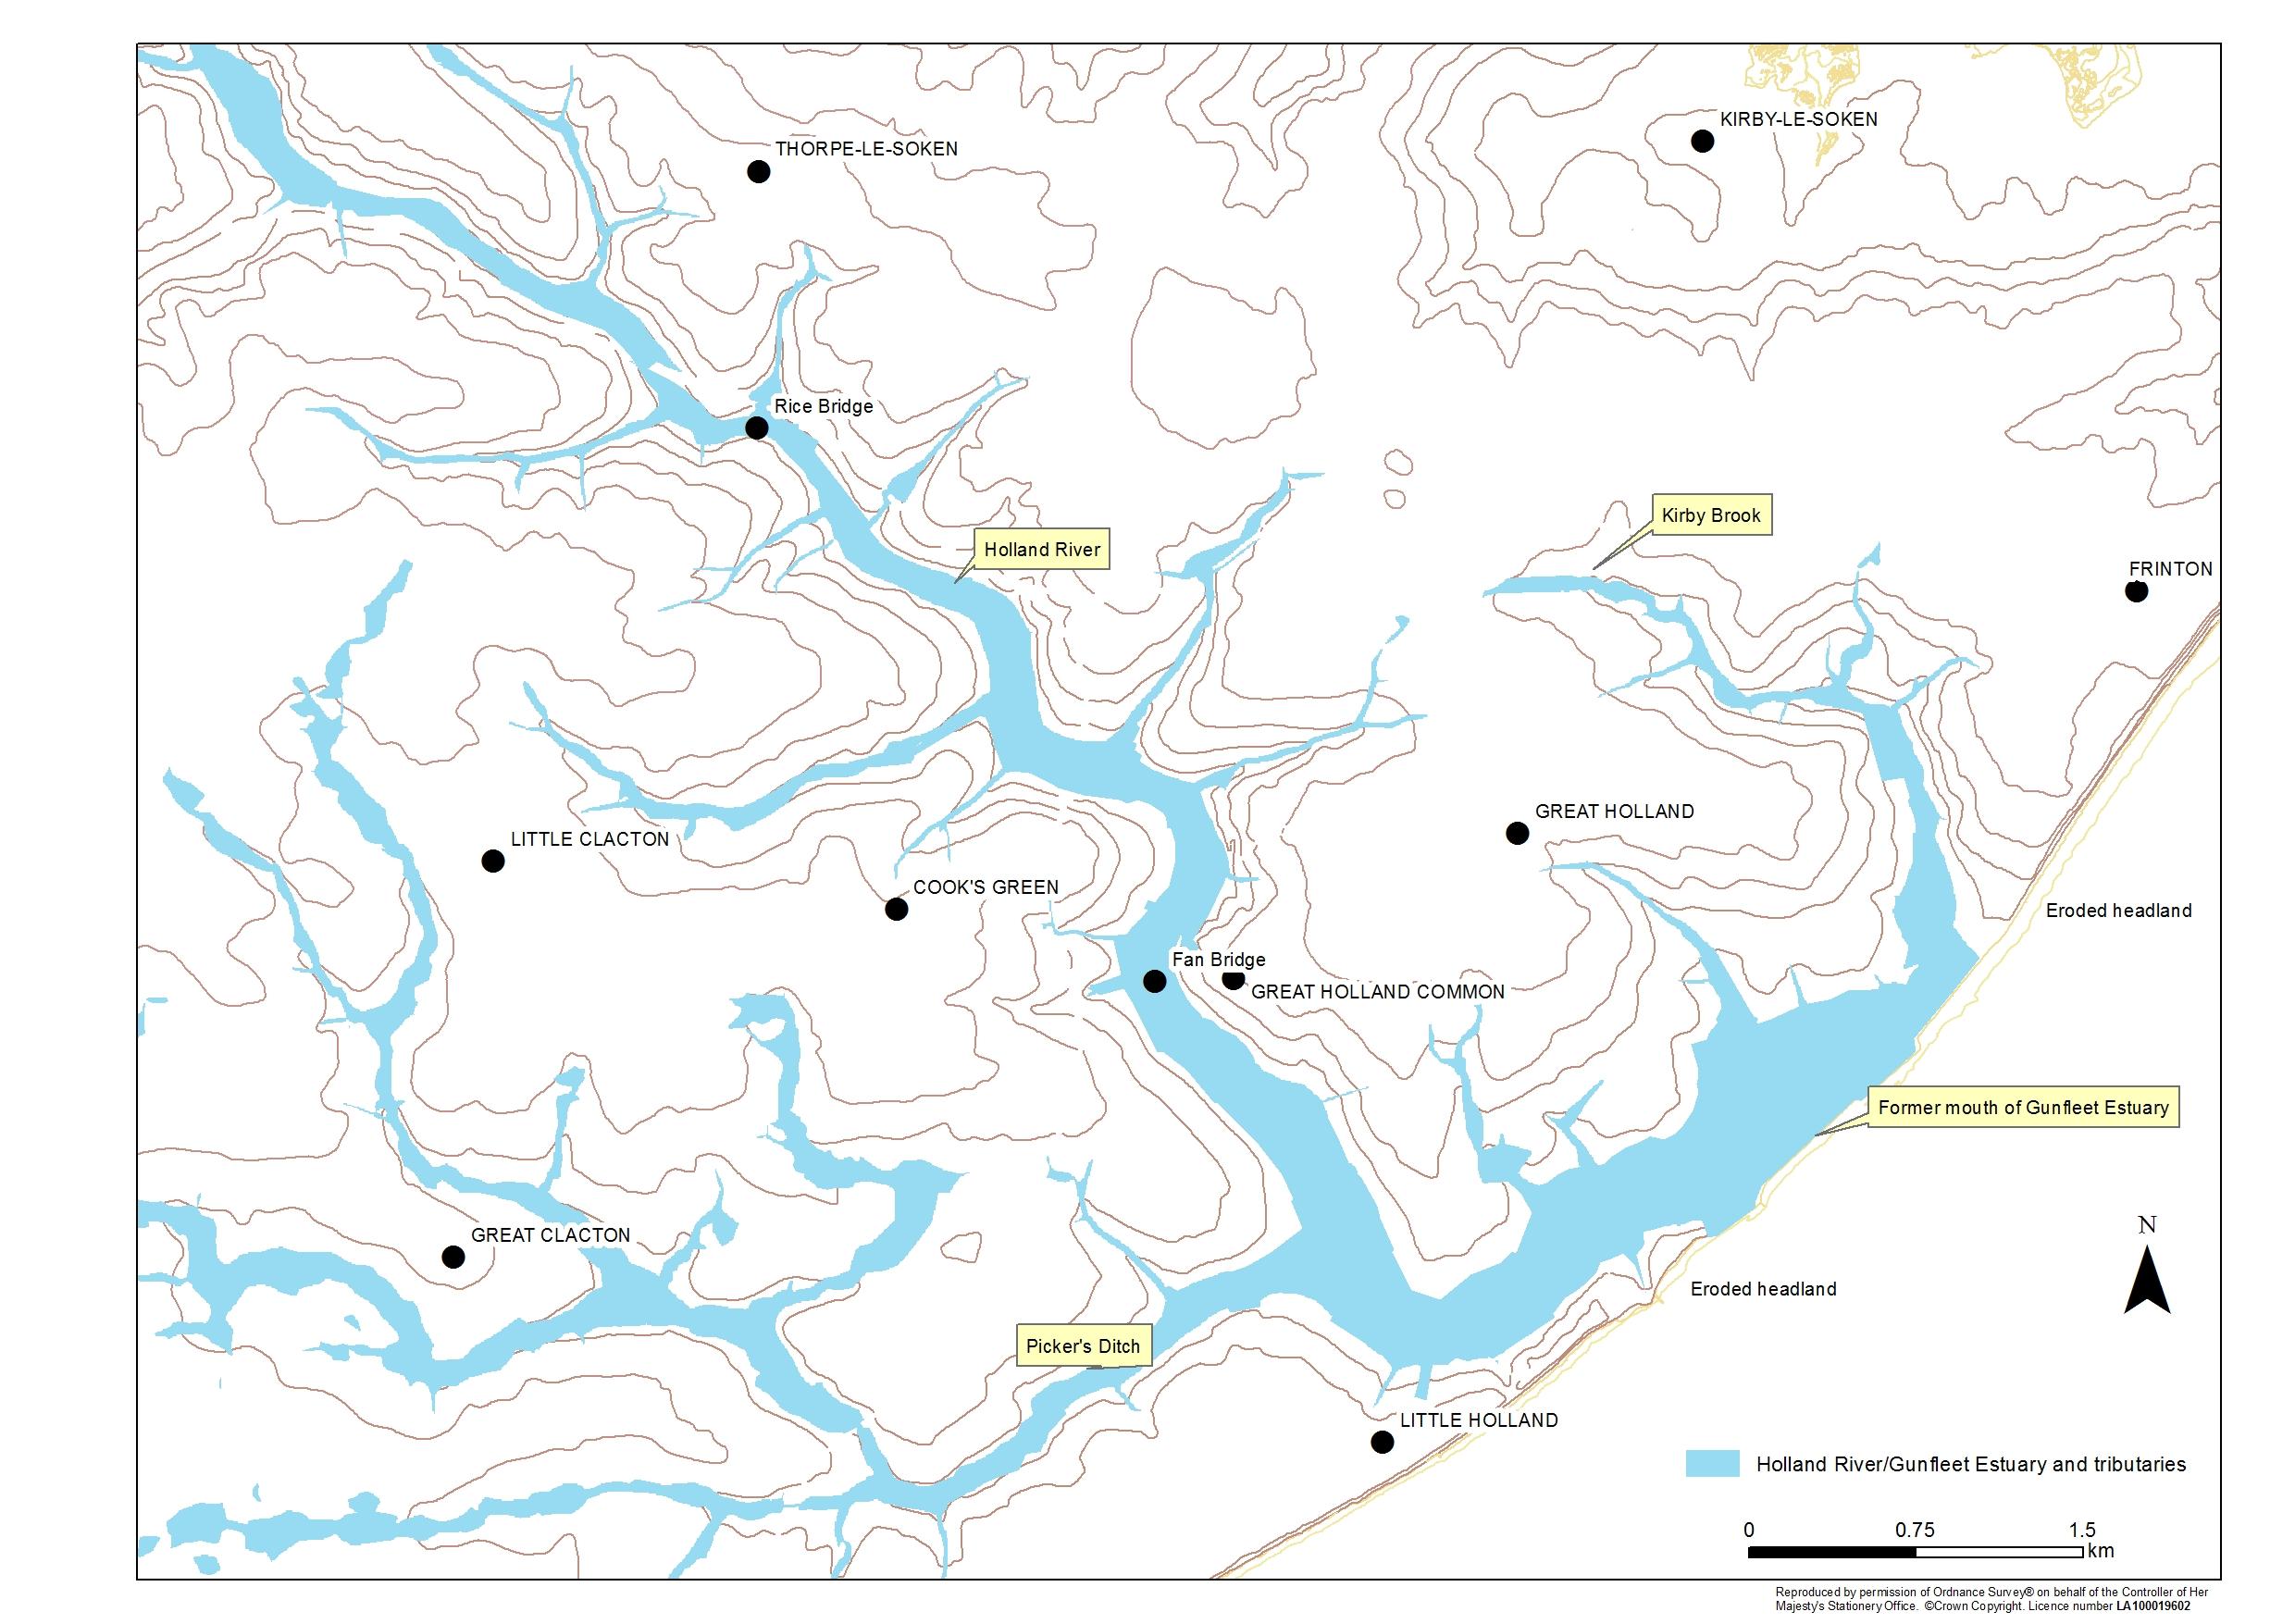 KIRBY-LE-SOKEN
THORPE-LE-SOKEN
Rice Bridge
Kirby Brook
Holland River
FRINTON
GREAT HOLLAND
LITTLE CLACTON
COOK'S GREEN
Eroded headland
Fan Bridge
GREAT HOLLAND COMMON
Former mouth of Gunfleet Estuary
N
GREAT CLACTON
Eroded headland
Picker's Ditch
LITTLE HOLLAND
Holland River/Gunfleet Estuary and tributaries
0 0.75 1.5
km
Reproduced by permission of Ordnance Survey® on behalf of the Controller of Her
Majesty's Stationery Office. ©Crown Copyright. Licence number LA100019602